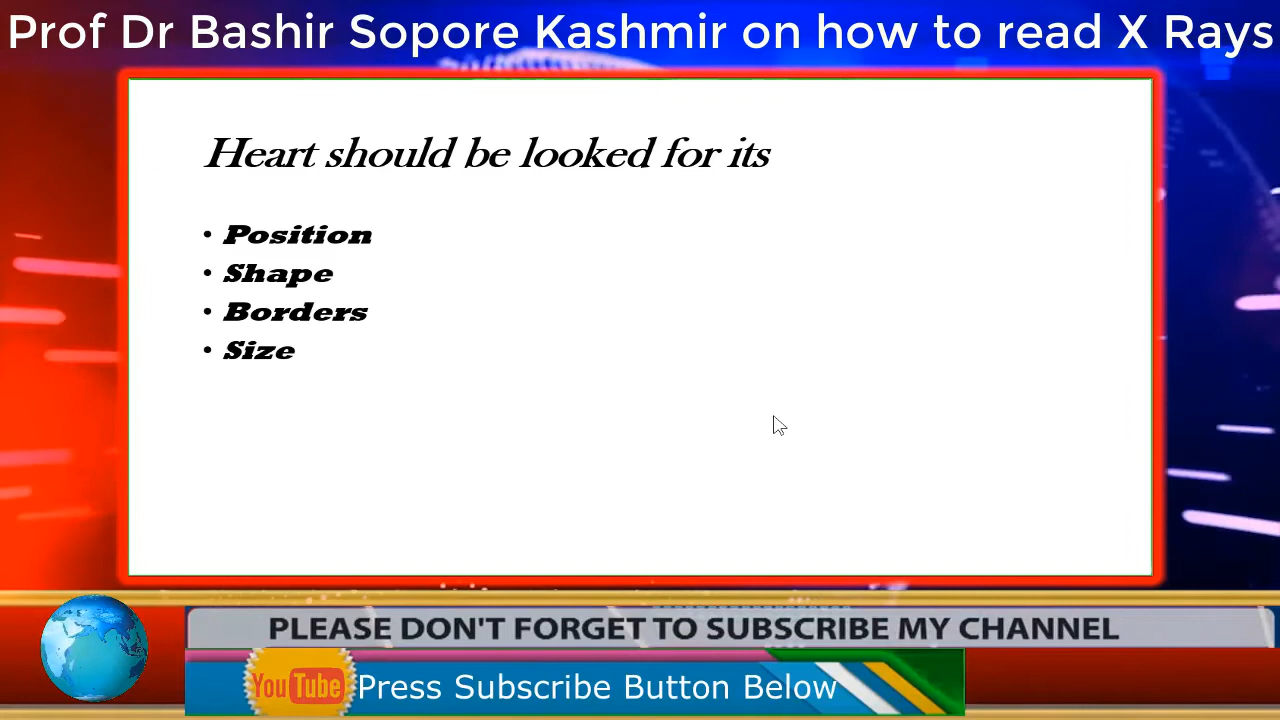 Prof Dr Bashir Sopore Kashmir on how to read X Rays
Heart should be looked for its
• Position
• Shape
• Borders
• Size
PLEASE DON'T FORGET TO SUBSCRIBE MY CHANNEL
YouTube Press Subscribe Button Below